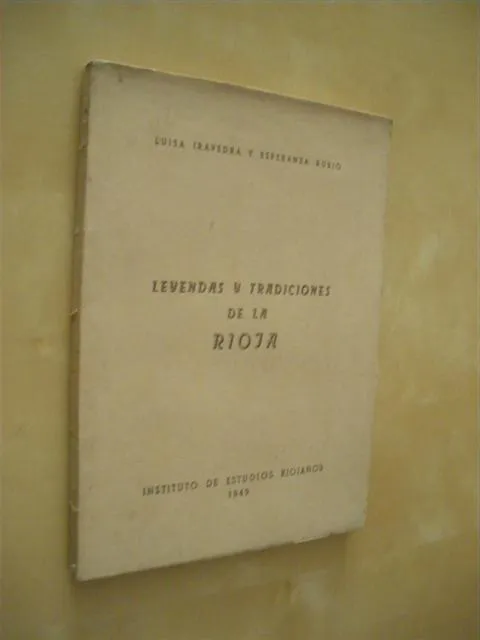 LUISA IRAVEDRA Y ESPERANZA RUBIO
LEYENDAS Y TRADICIONES
DE LA
RIOJA
INSTITUTO DE ESTUDIOS RIOJANOS
1949